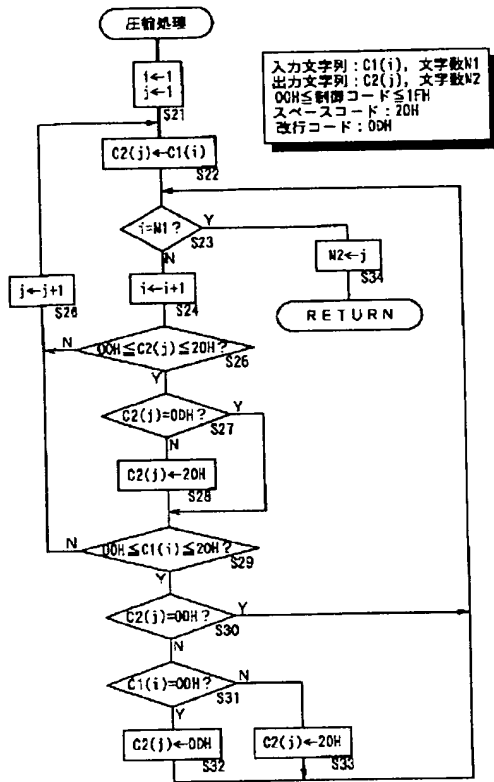 圧縮処理
i←1
j←1
S21
入力文字列:C1(i), 文字数N1
出力文字列:C2(j), 文字数N2
00H≦制御コード≦1FH
スペースコード:20H
改行コード:0DH
C2(j)←C1(i)
S22
i=N1?
Y
S23
N
N2←j
S34
RETURN
j←j+1
S26
i←i+1
S24
N
00H≦C2(j)≦20H?
S26
Y
C2(j)=0DH?
Y
S27
N
C2(j)←20H
S28
N
00H≦C1(i)≦20H?
S29
Y
C2(j)=0DH?
Y
S30
N
C1(i)=0DH?
N
S31
Y
C2(j)←0DH
S32
C2(j)←20H
S33